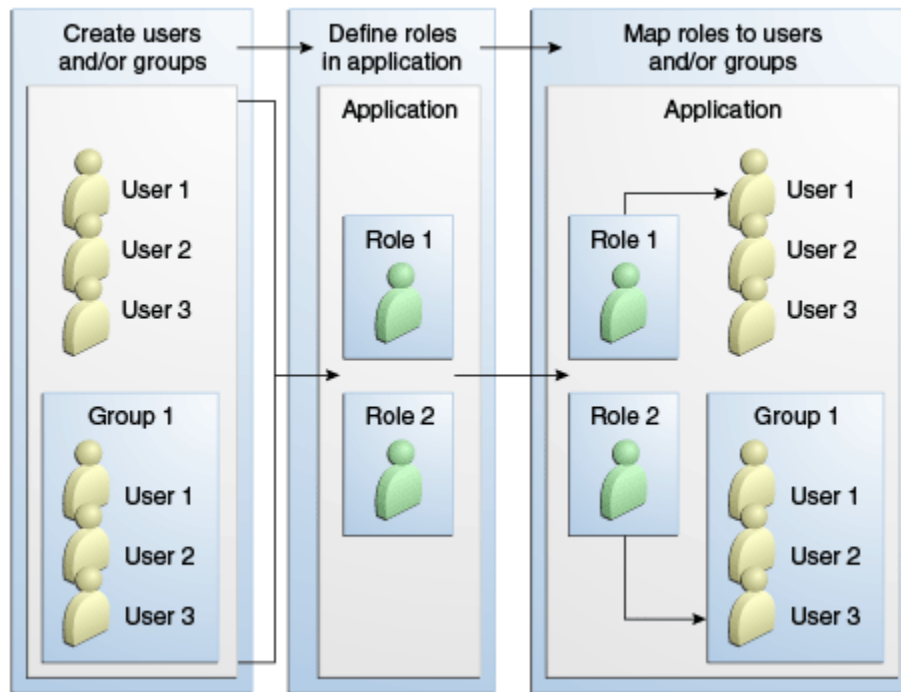 Create users
and/or groups
User 1
User 2
User 3
Group 1
User 1
User 2
User 3
Define roles
in application
Application
Role 1
Role 2
Map roles to users
and/or groups
Application
Role 1
User 1
User 2
User 3
Role 2
Group 1
User 1
User 2
User 3